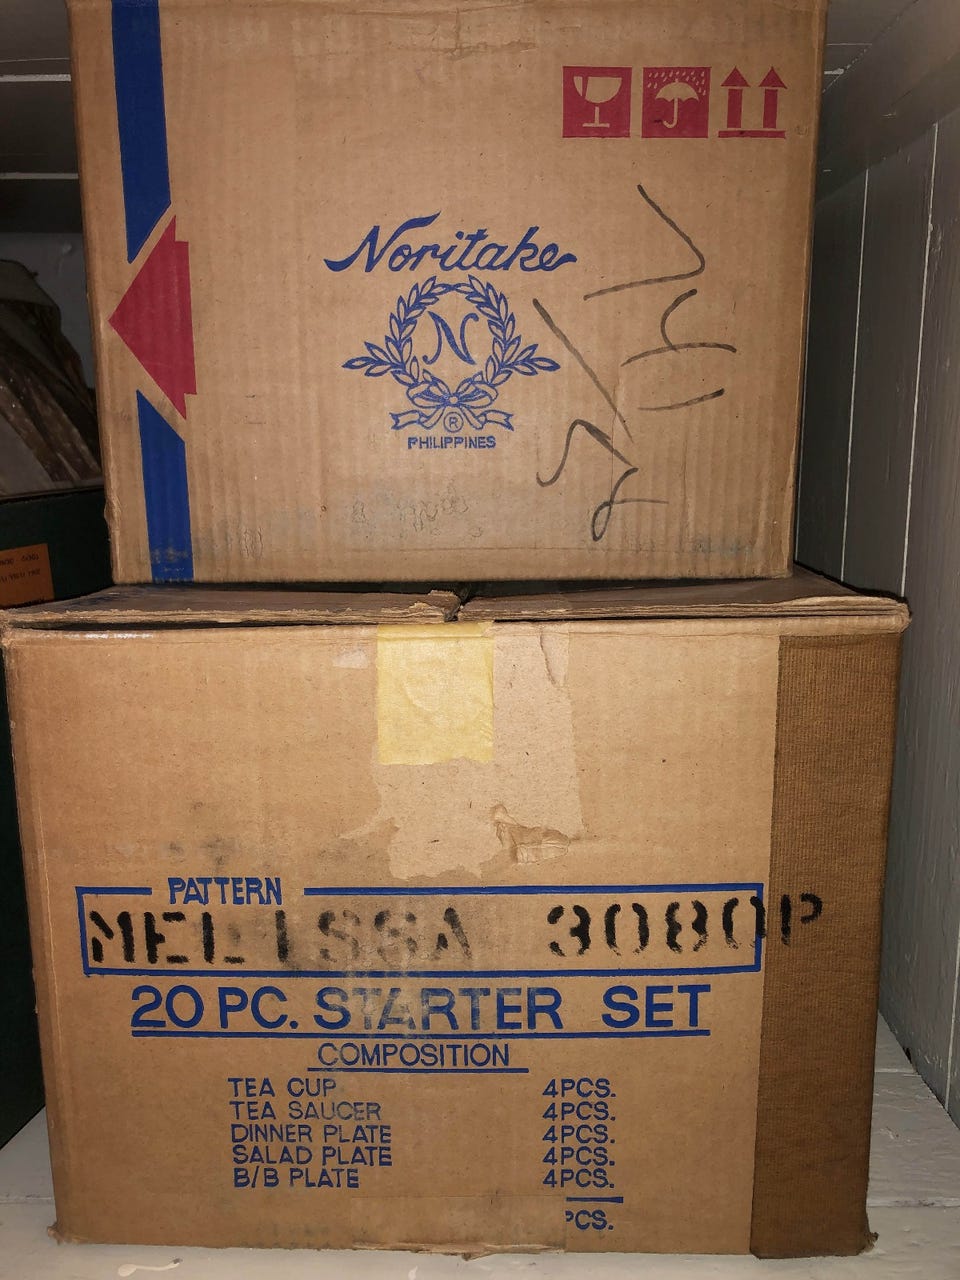 Noritake
N
®
PHILIPPINES
PATTERN
MELISSA 3080P
20 PC. STARTER SET
COMPOSITION
TEA CUP 4PCS.
TEA SAUCER 4PCS.
DINNER PLATE 4PCS.
SALAD PLATE 4PCS.
B/B PLATE 4PCS.
PCS.